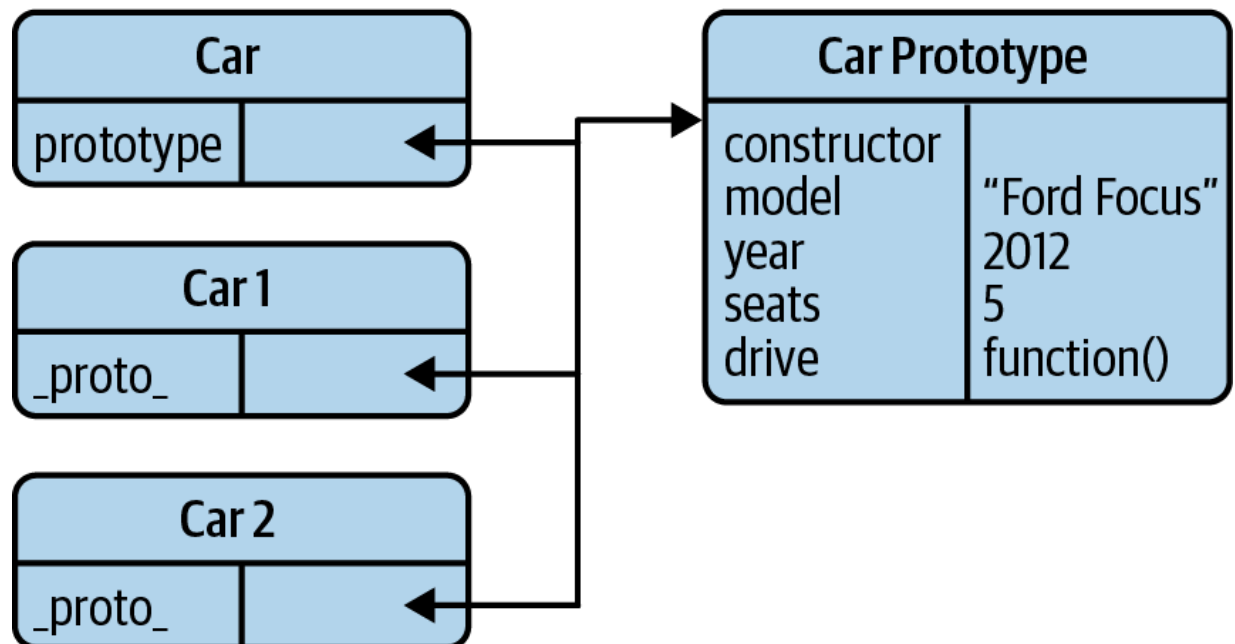 Car
prototype
Car 1
_proto_
Car 2
_proto_
Car Prototype
constructor
model “Ford Focus”
year 2012
seats 5
drive function()